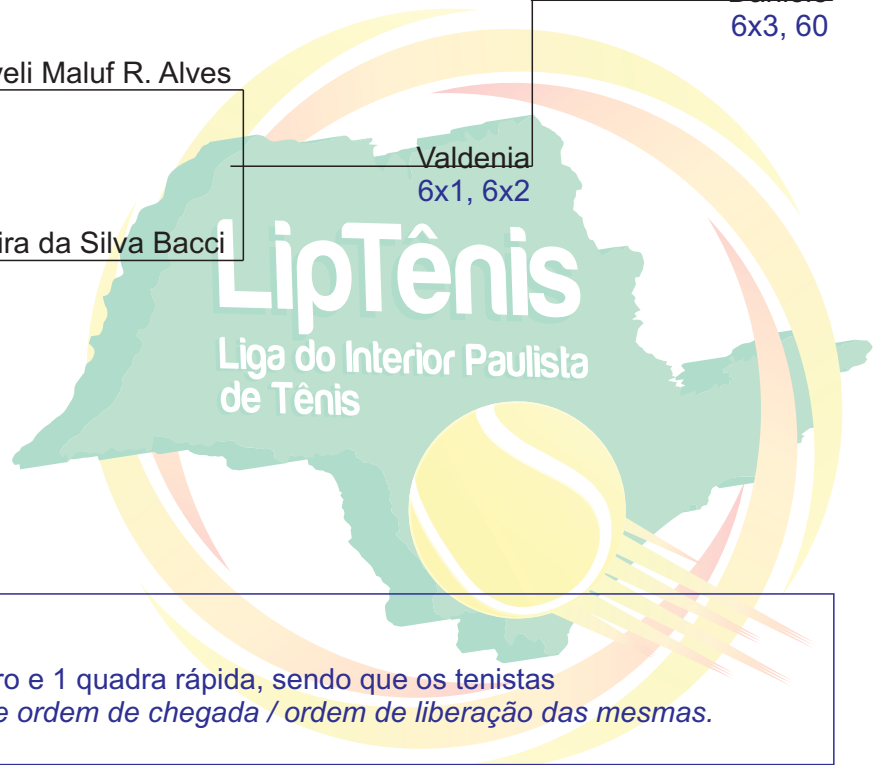 6x3, 60
veli Maluf R. Alves
Valdenia
6x1, 6x2
ira da Silva Bacci
LipTênis
Liga do Interior Paulista
de Tênis
ro e 1 quadra rápida, sendo que os tenistas
e ordem de chegada / ordem de liberação das mesmas.